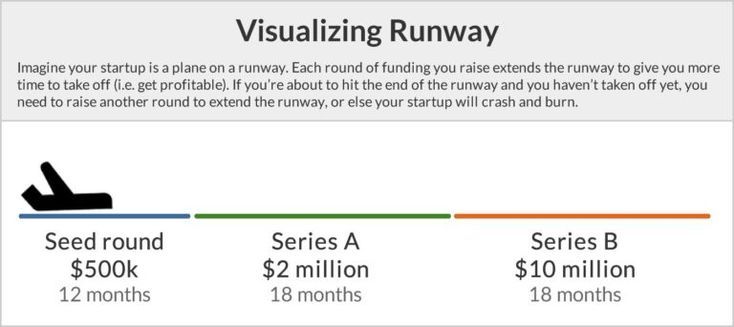 Visualizing Runway
Imagine your startup is a plane on a runway. Each round of funding you raise extends the runway to give you more
time to take off (i.e. get profitable). If you're about to hit the end of the runway and you haven't taken off yet, you
need to raise another round to extend the runway, or else your startup will crash and burn.
Seed round
$500k
12 months
Series A
$2 million
18 months
Series B
$10 million
18 months